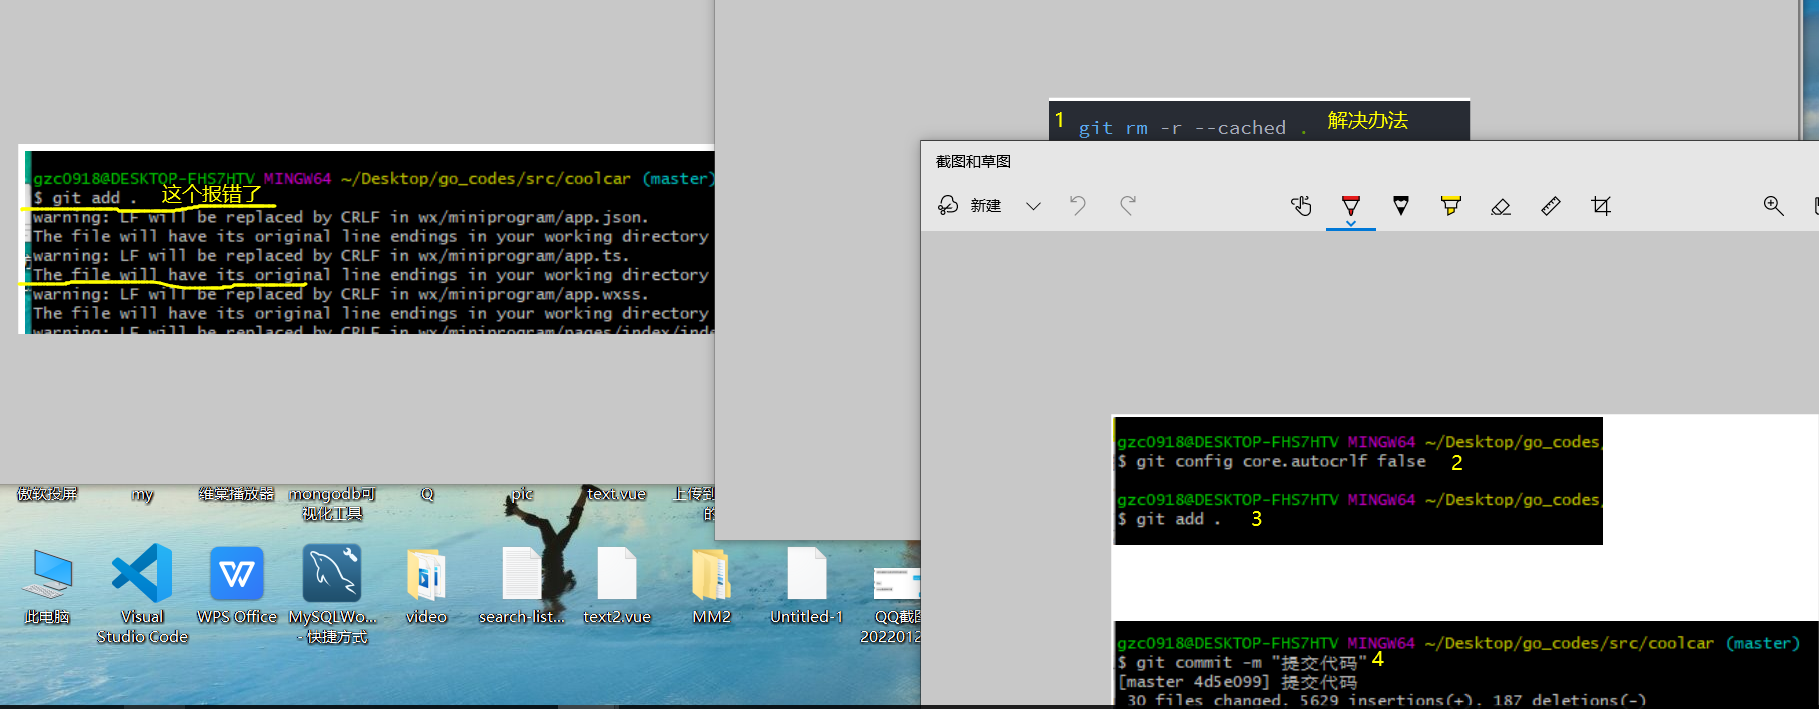 gzc0918@DESKTOP-FHS7HTV MINGW64 ~/Desktop/go_codes/src/coolcar (master)
$ git add . 这个报错了
warning: LF will be replaced by CRLF in wx/miniprogram/app.json.
The file will have its original line endings in your working directory
warning: LF will be replaced by CRLF in wx/miniprogram/app.ts.
The file will have its original line endings in your working directory
warning: LF will be replaced by CRLF in wx/miniprogram/app.wxss.
The file will have its original line endings in your working directory
warning: LF will be replaced by CRLF in wx/miniprogram/pages/index/inde
1 git rm -r --cached . 解决办法
截图和草图
新建
gzc0918@DESKTOP-FHS7HTV MINGW64 ~/Desktop/go_codes/
$ git config core.autocrlf false 2
gzc0918@DESKTOP-FHS7HTV MINGW64 ~/Desktop/go_codes/
$ git add . 3
gzc0918@DESKTOP-FHS7HTV MINGW64 ~/Desktop/go_codes/src/coolcar (master)
$ git commit -m "提交代码" 4
[master 4d5e099] 提交代码
30 files changed, 5629 insertions(+), 187 deletions(-)
傲软投屏
my
维棠播放器
mongodb可
视化工具
Q
pic
text.vue
上传到
的
此电脑
Visual
Studio Code
WPS Office
MySQLWo...
- 快捷方式
video
search-list...
text2.vue
MM2
Untitled-1
QQ截图
2022012